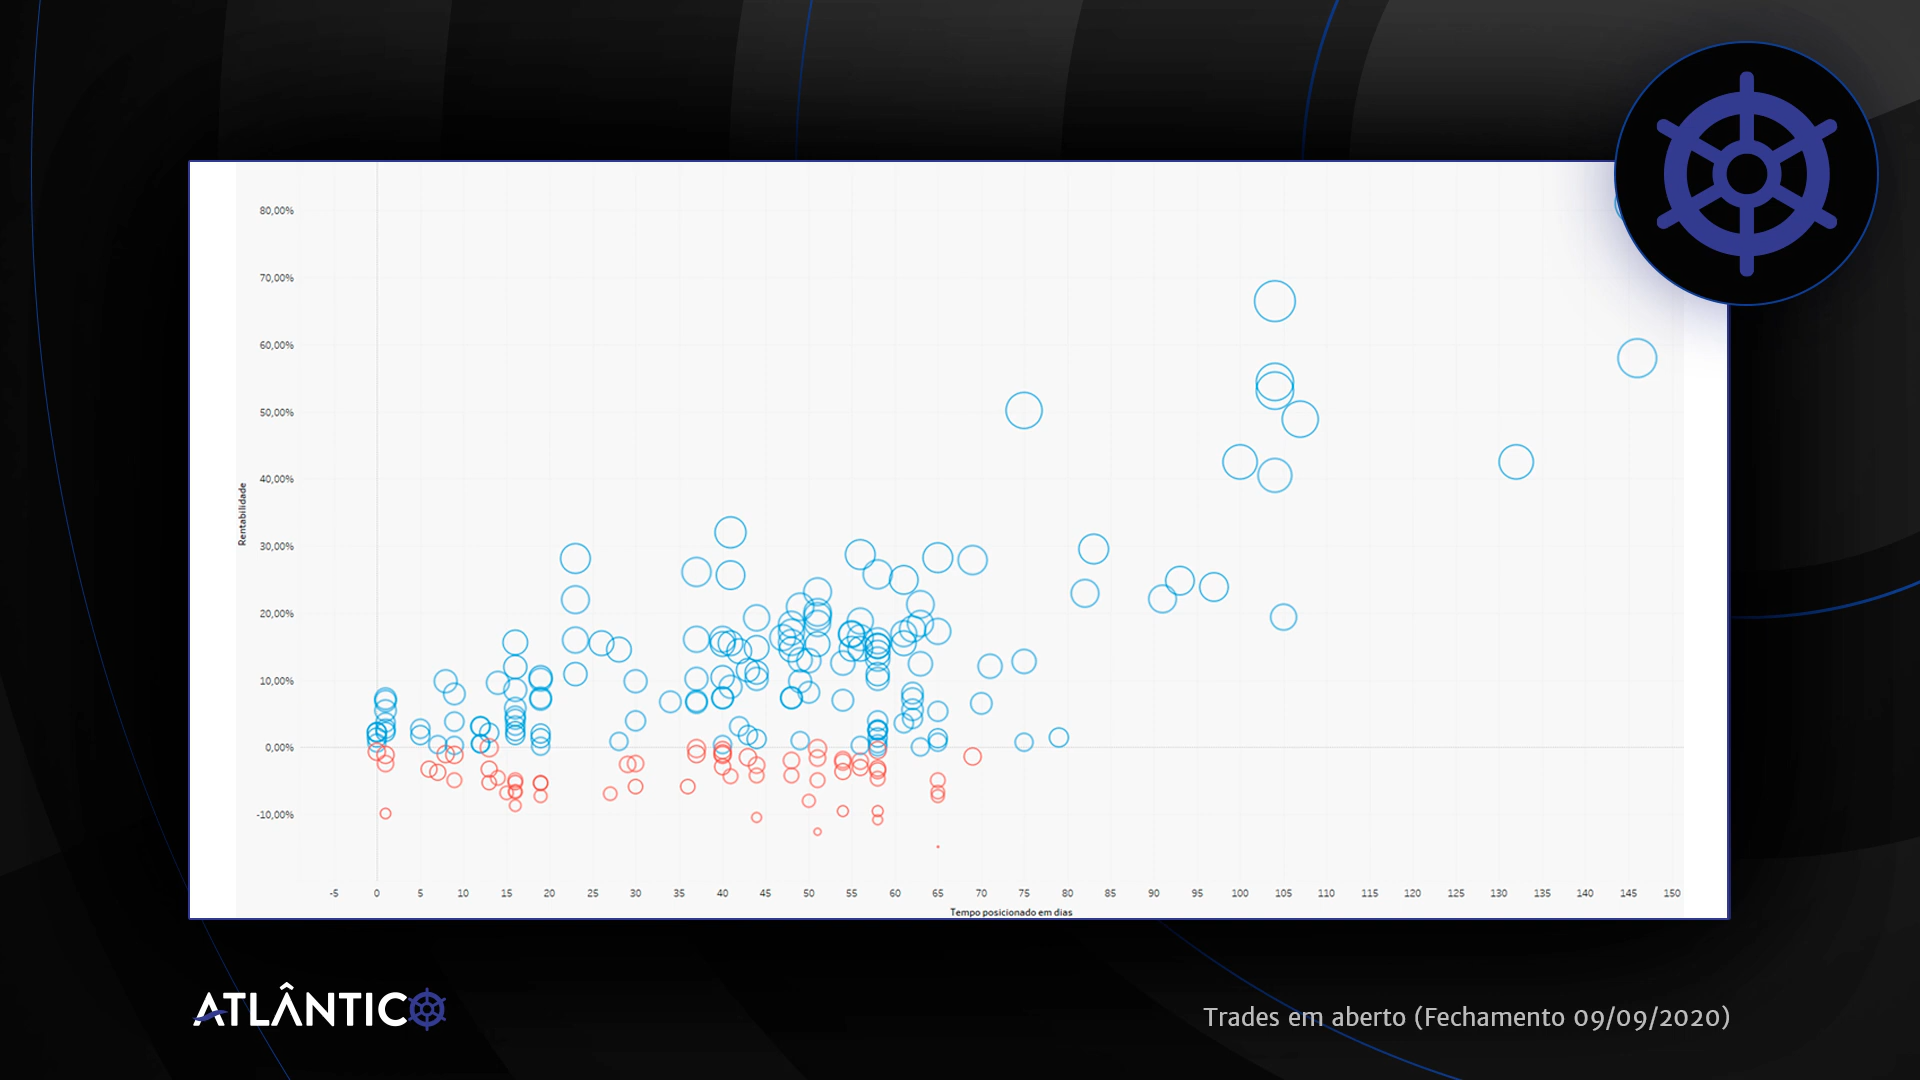 80,00%
70,00%
60,00%
50,00%
40,00%
30,00%
20,00%
10,00%
0,00%
-10,00%
Rentabilidade
-5 0 5 10 15 20 25 30 35 40 45 50 55 60 65 70 75 80 85 90 95 100 105 110 115 120 125 130 135 140 145 150
Tempo posicionado em dias
ATLÂNTICO
Trades em aberto (Fechamento 09/09/2020)